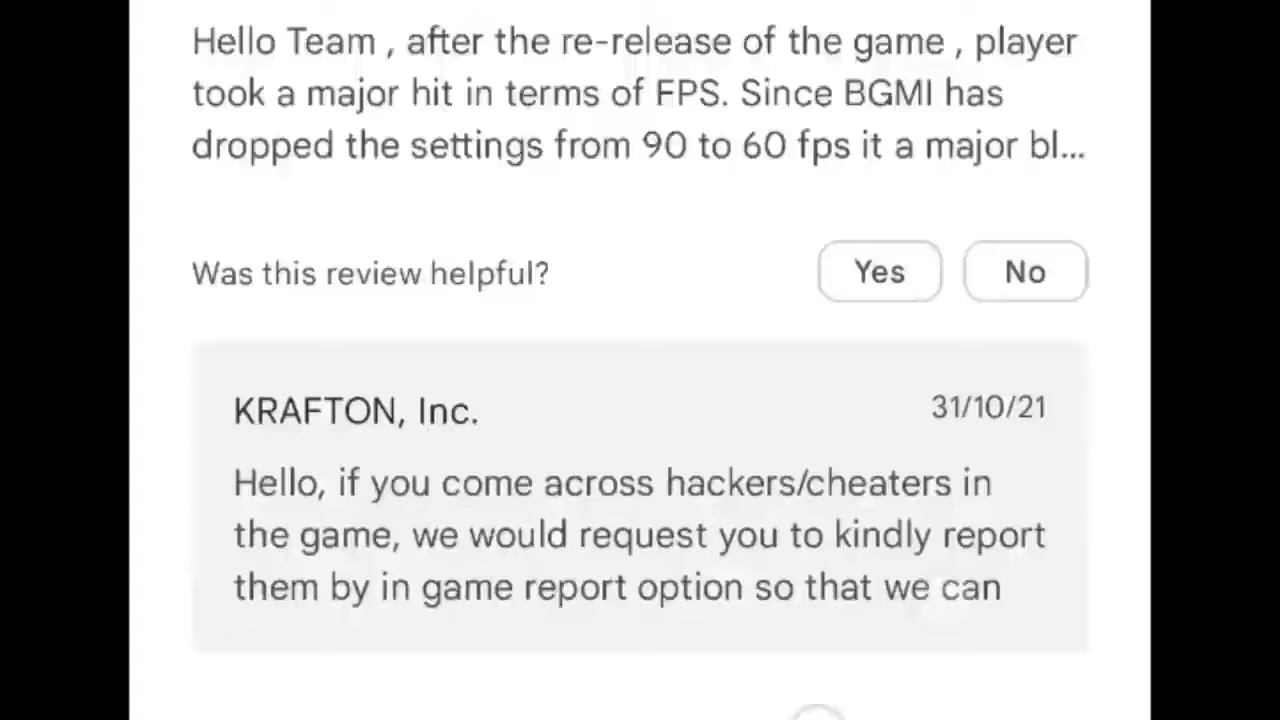 Hello Team , after the re-release of the game , player
took a major hit in terms of FPS. Since BGMI has
dropped the settings from 90 to 60 fps it a major bl...
Was this review helpful?
Yes
No
KRAFTON, Inc.
31/10/21
Hello, if you come across hackers/cheaters in
the game, we would request you to kindly report
them by in game report option so that we can